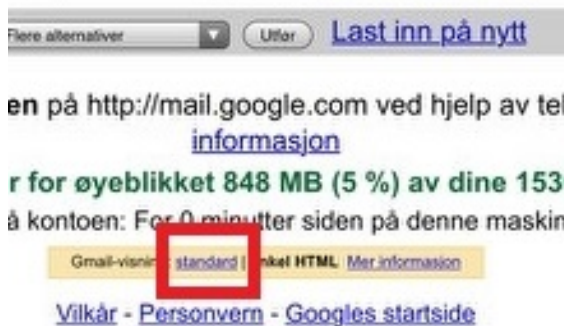 Flere alternativer Utfør Last inn på nytt
en på http://mail.google.com ved hjelp av tel
informasjon
r for øyeblikket 848 MB (5 %) av dine 153
å kontoen: For 0 minutter siden på denne maskin
Gmail-visning: standard | enkel HTML Mer informasjon
Vilkår - Personvern - Googles startside